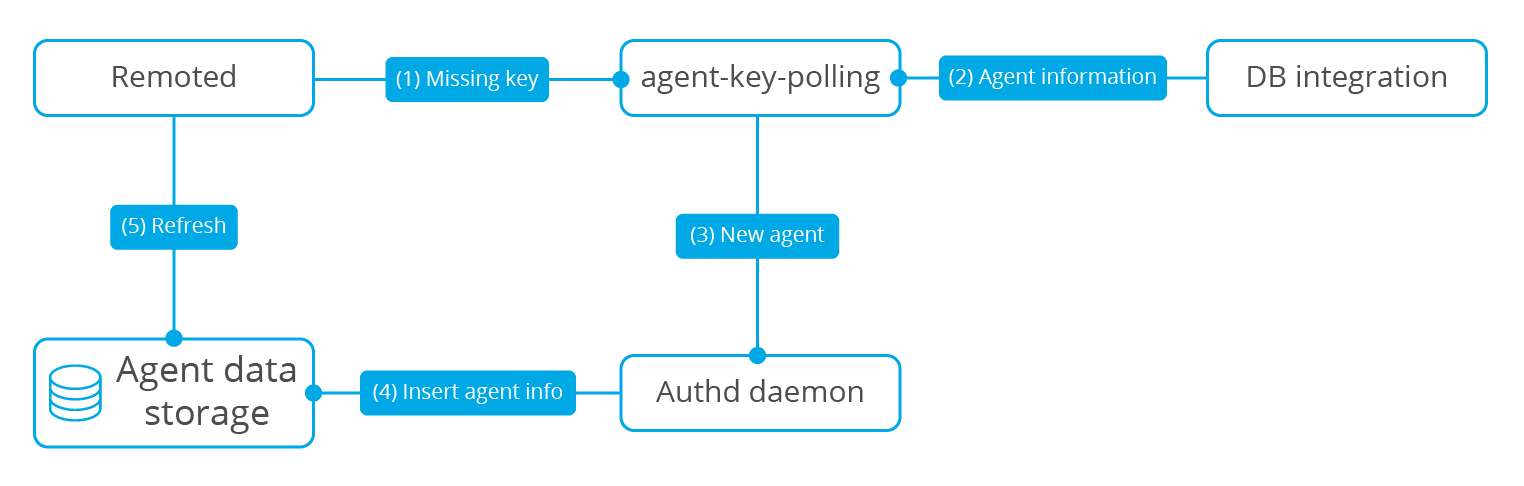 Remoted
(1) Missing key
agent-key-polling
(2) Agent information
DB integration
(5) Refresh
(3) New agent
Agent data
storage
(4) Insert agent info
Authd daemon